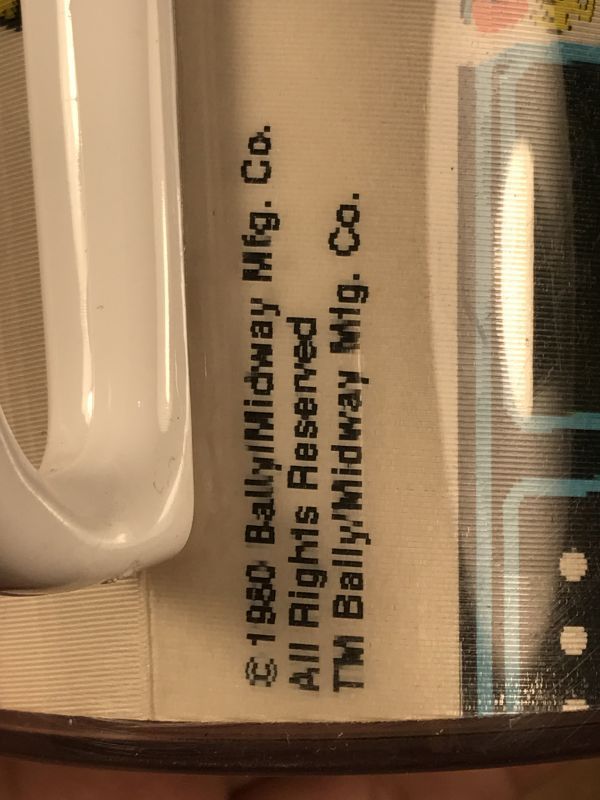 © 1980 Bally/Midway Mfg. Co.
All Rights Reserved
TM Bally/Midway Mfg. Co.